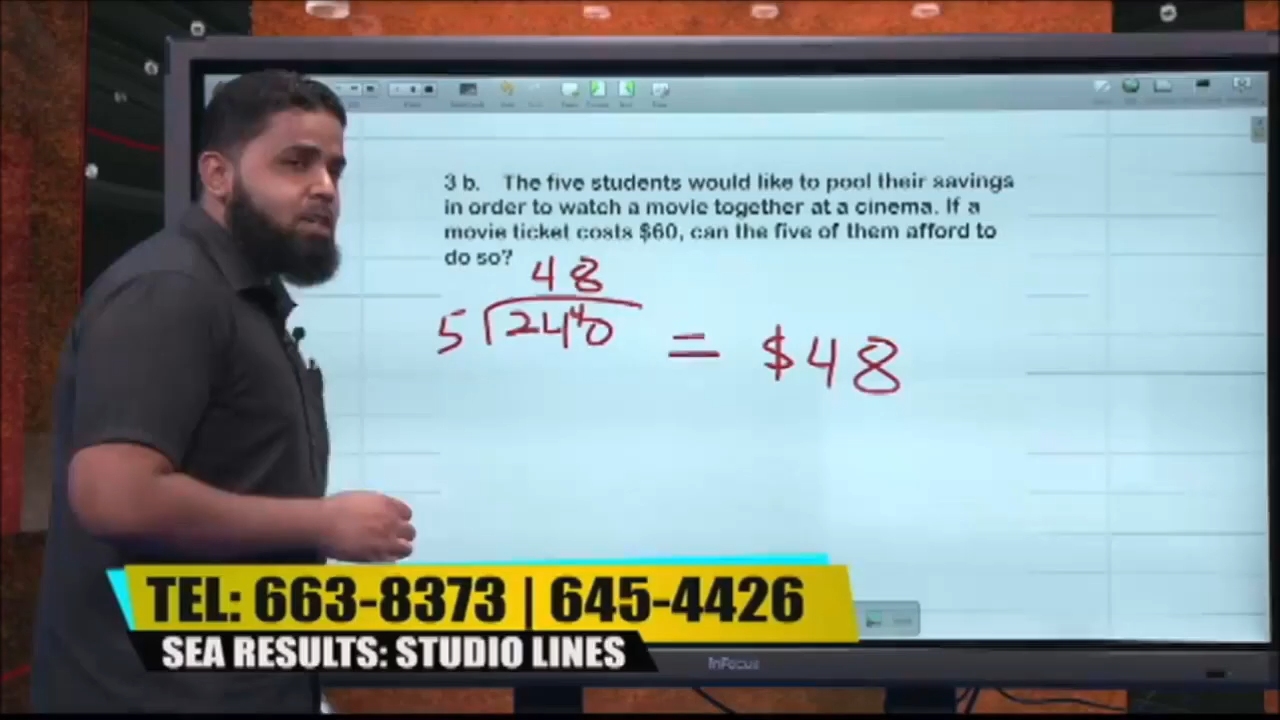 3 b. The five students would like to pool their savings
in order to watch a movie together at a cinema. If a
movie ticket costs $60, can the five of them afford to
do so?
48
5 240 = $48
4
TEL: 663-8373 | 645-4426
SEA RESULTS: STUDIO LINES
InFocus